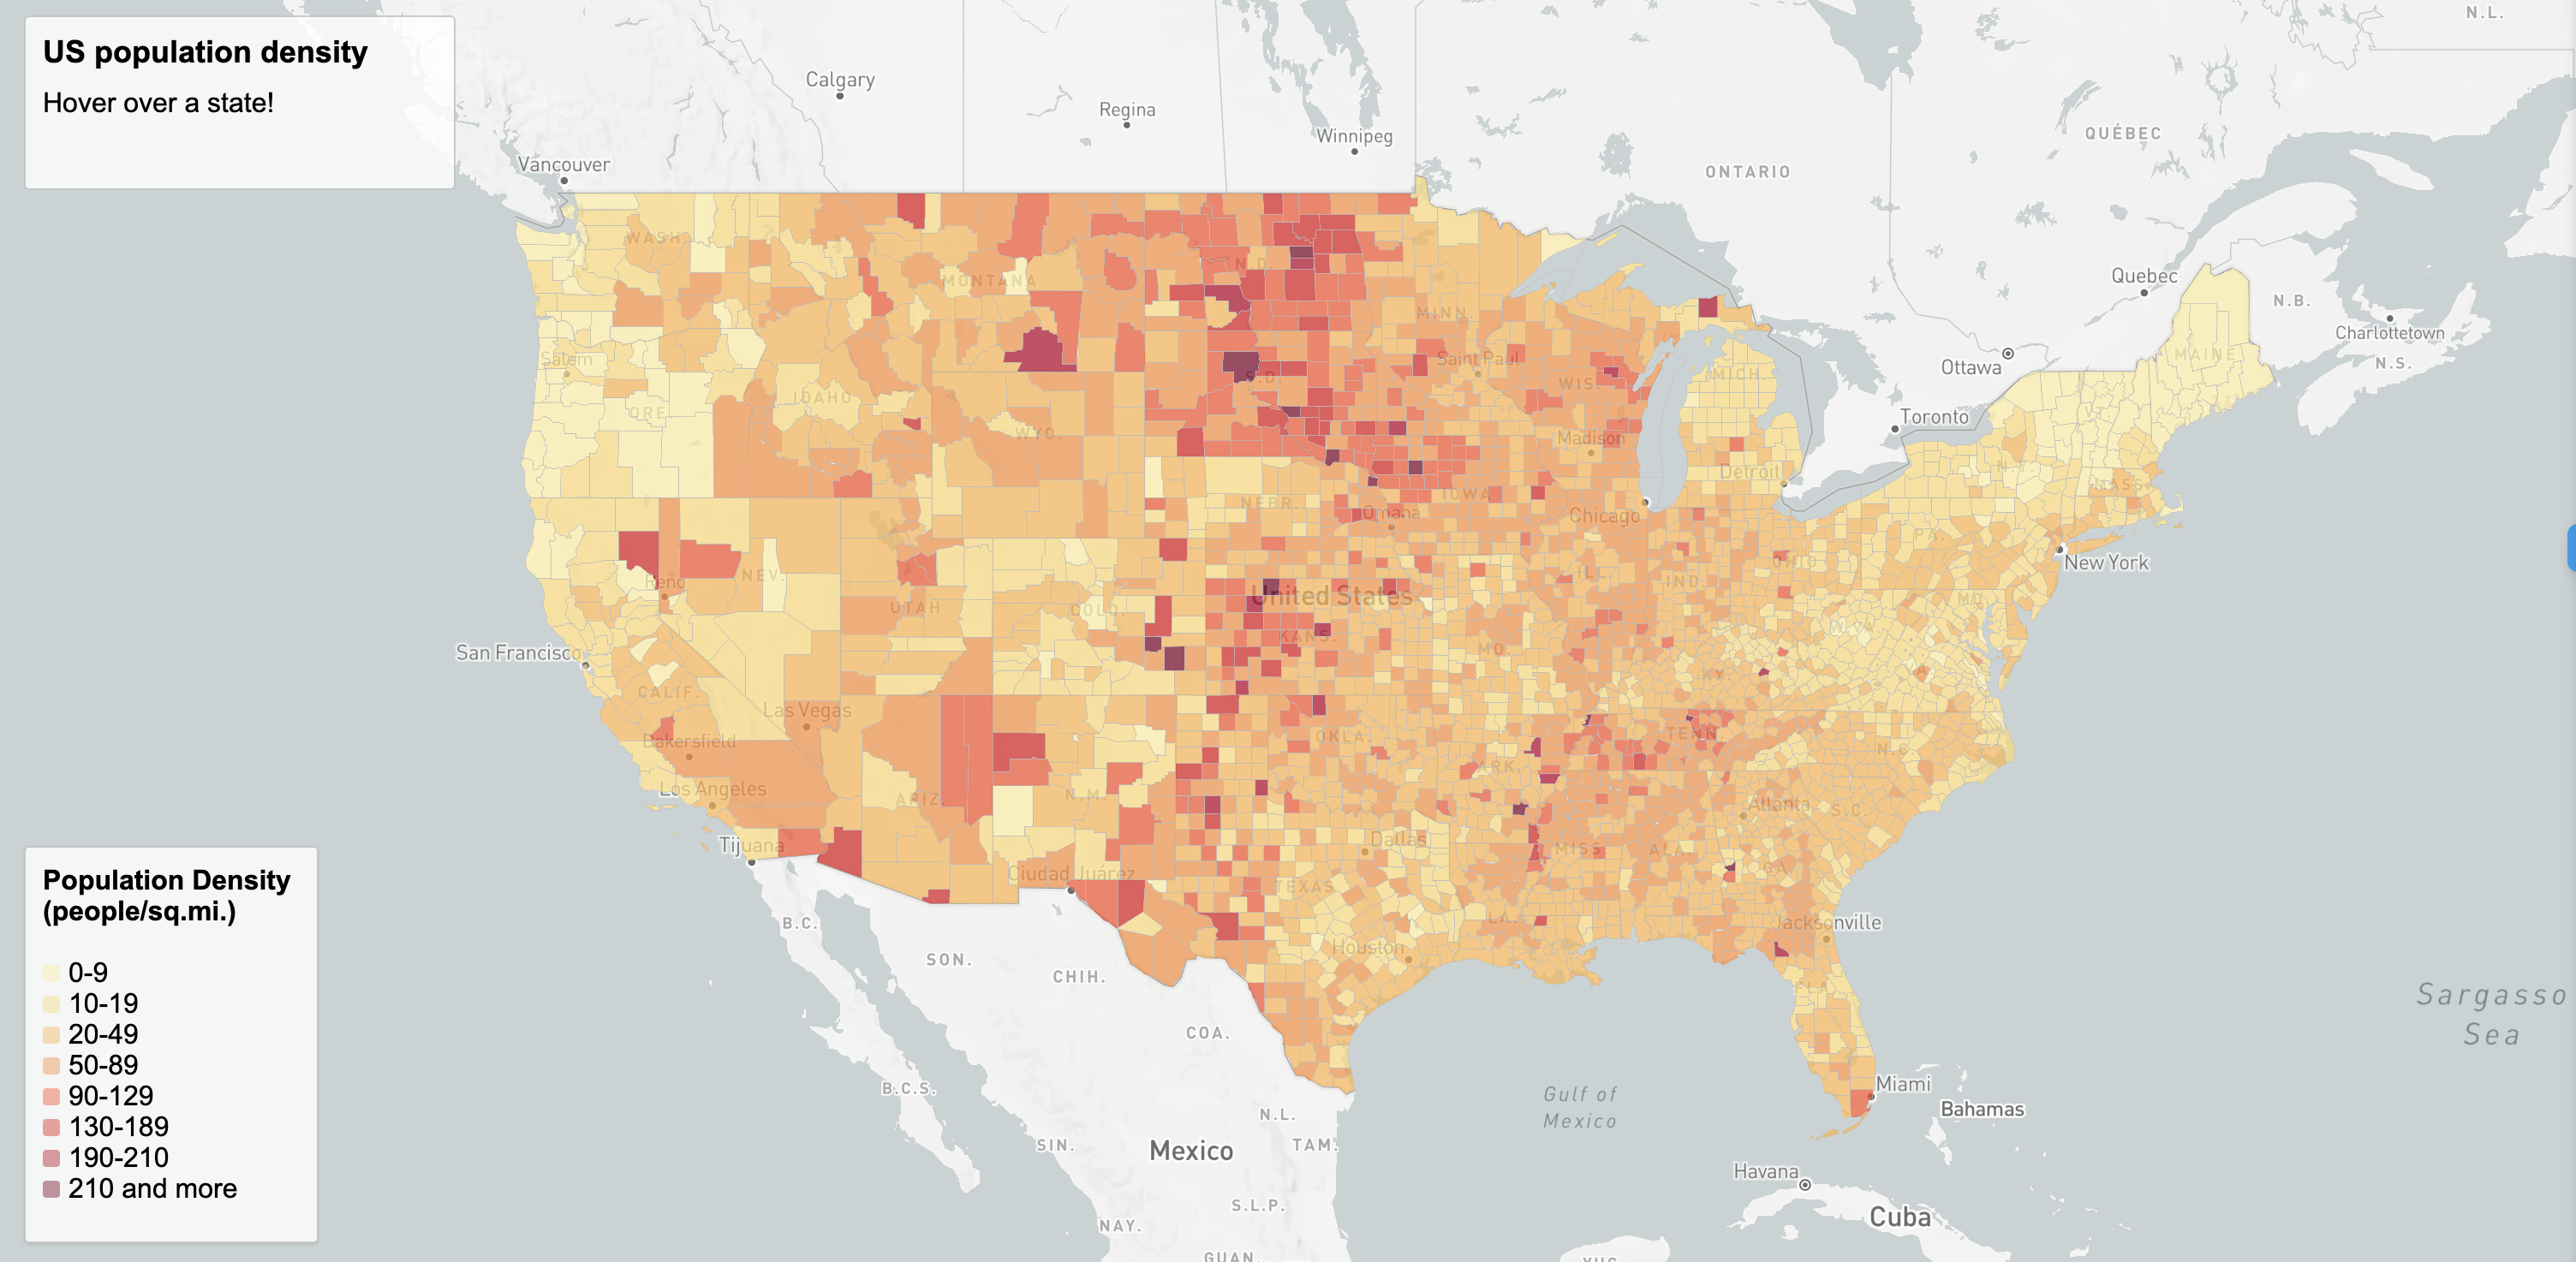 US population density
Hover over a state!
N.L.
Calgary
Regina
Winnipeg
QUÉBEC
Vancouver
ONTARIO
WASH.
N.D.
MONTANA
Quebec
N.B.
MINN.
Charlottetown
Salem
Saint Paul
Ottawa
MAINE
N.S.
S.D.
WIS.
MICH.
IDAHO
ORE.
Toronto
WYO.
Madison
Detroit
N.Y.
MASS.
NEBR.
IOWA
Omaha
Chicago
PA.
New York
Reno
NEV.
OHIO
ILL.
IND.
UTAH
COLO.
United States
MD.
W.VA.
KANS.
San Francisco
MO.
KY.
VA.
CALIF.
Las Vegas
Bakersfield
OKLA.
TENN.
N.C.
ARK.
Los Angeles
ARIZ.
N.M.
Atlanta
S.C.
Tijuana
Dallas
MISS.
ALA.
GA.
Ciudad Juárez
TEXAS
Population Density
(people/sq.mi.)
B.C.
LA.
Jacksonville
Houston
SON.
CHIH.
0-9
10-19
20-49
50-89
90-129
130-189
190-210
210 and more
FLA.
Sargasso
Sea
COA.
B.C.S.
Miami
Gulf of
Mexico
Bahamas
N.L.
SIN.
Mexico
TAM.
Havana
S.L.P.
NAY.
Cuba
GUAN.